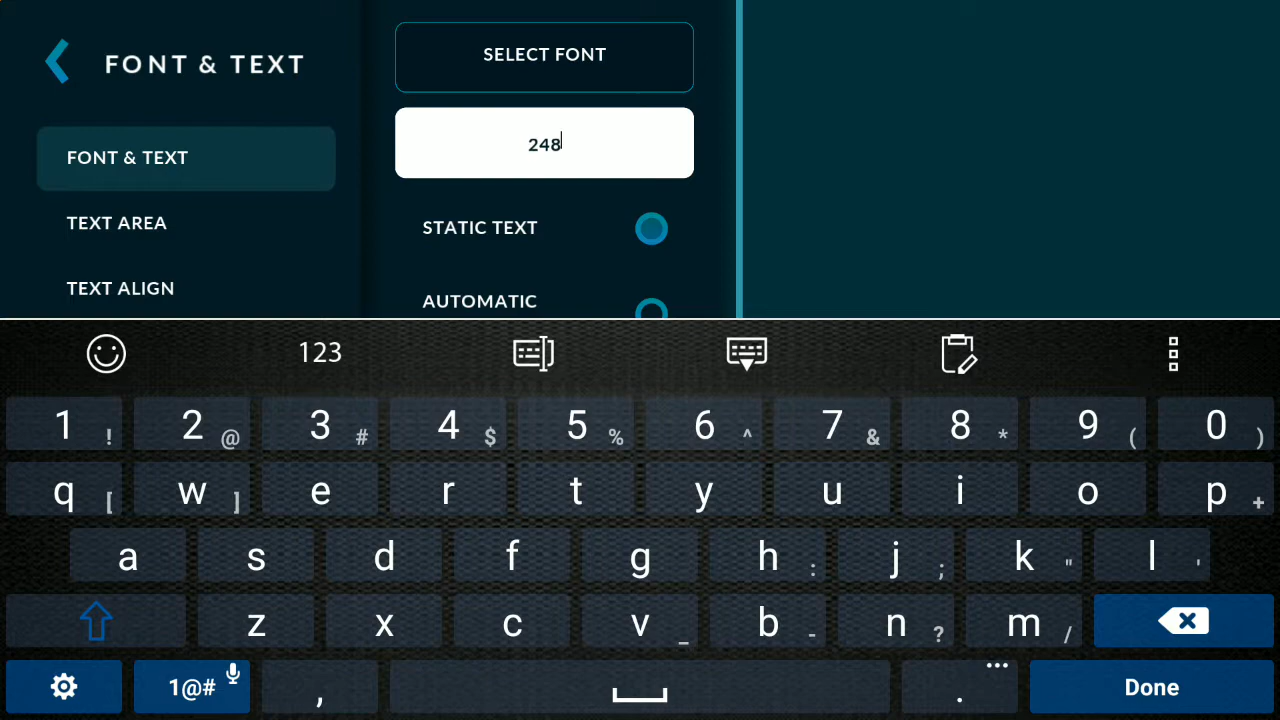 FONT & TEXT
SELECT FONT
248
FONT & TEXT
STATIC TEXT
TEXT AREA
TEXT ALIGN
AUTOMATIC
123
1 ! 2 @ 3 # 4 $ 5 % 6 ^ 7 & 8 * 9 ( 0 )
q [ w ] e r t y u i o p +
a s d f g h : j ; k " l '
z x c v _ b - n ? m /
1@# , . ... Done